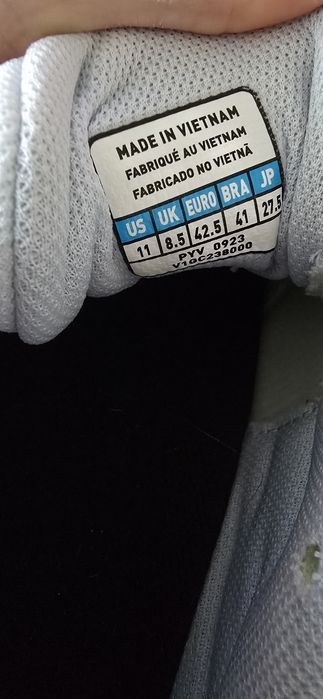 MADE IN VIETNAM
FABRIQUÉ AU VIETNAM
FABRICADO NO VIETNÃ
US UK EURO BRA JP
11 8.5 42.5 41 27.5
PYV 0923
V1GC238000